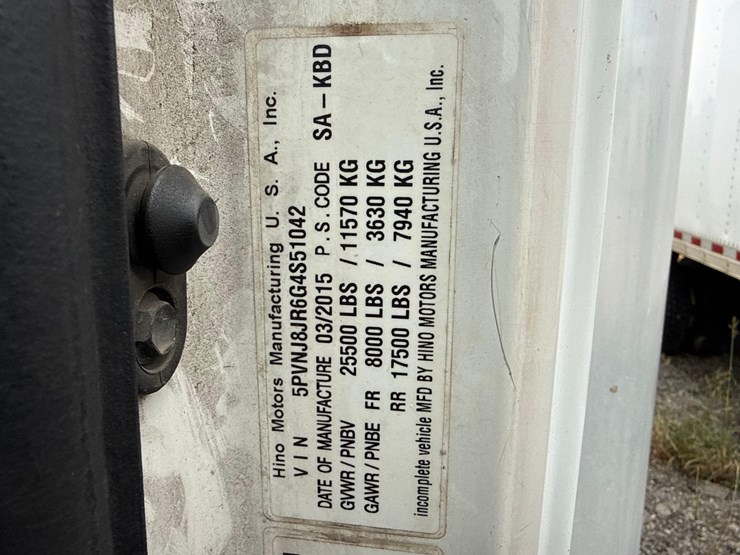 Hino Motors Manufacturing U. S. A., Inc.
VIN 5PVNJ8JR6G4S51042
DATE OF MANUFACTURE 03/2015 P.S.CODE SA-KBD
GVWR/PNBV 25500 LBS / 11570 KG
GAWR/PNBE FR 8000 LBS / 3630 KG
RR 17500 LBS / 7940 KG
incomplete vehicle MFD BY HINO MOTORS MANUFACTURING U.S.A., Inc.